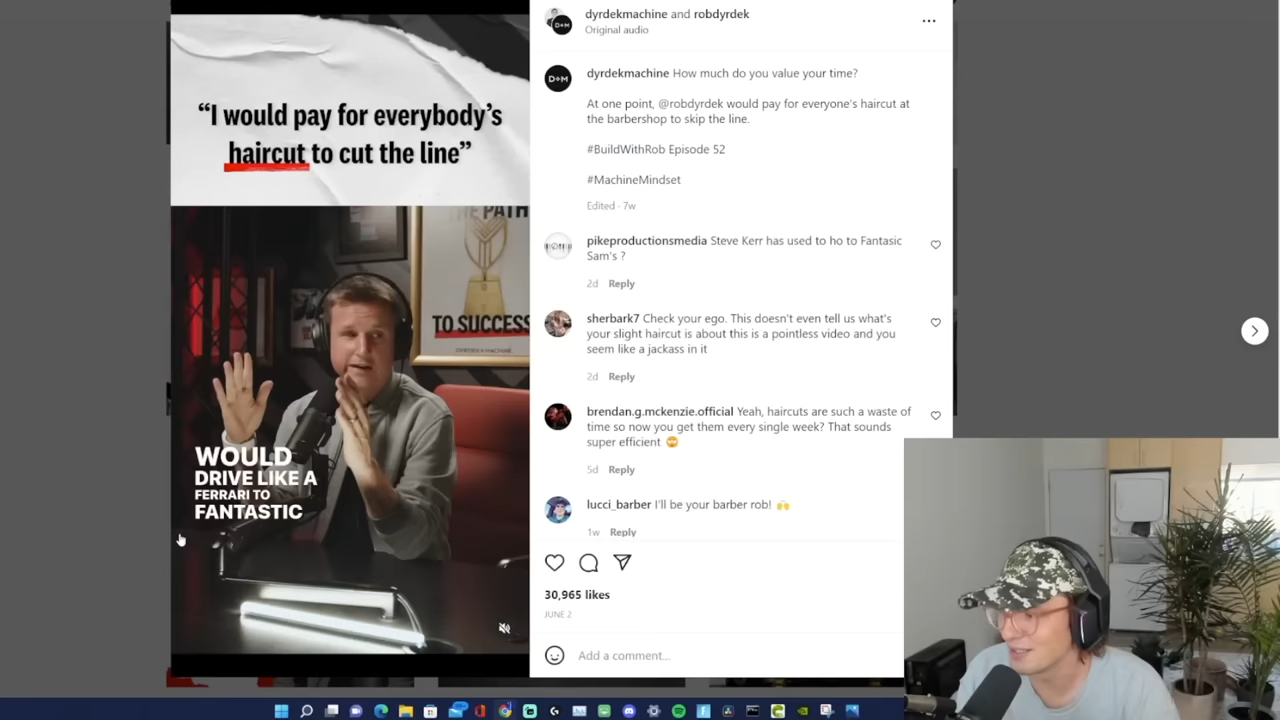 “I would pay for everybody’s
haircut to cut the line”
THE PATH
TO SUCCESS
WOULD
DRIVE LIKE A
FERRARI TO
FANTASTIC
dyrdekmachine and robdyrdek
Original audio
D+M
dyrdekmachine How much do you value your time?
At one point, @robdyrdek would pay for everyone's haircut at
the barbershop to skip the line.
#BuildWithRob Episode 52
#MachineMindset
Edited · 7w
pikeproductionsmedia Steve Kerr has used to ho to Fantasic
Sam's ?
2d Reply
sherbark7 Check your ego. This doesn't even tell us what's
your slight haircut is about this is a pointless video and you
seem like a jackass in it
2d Reply
brendan.g.mckenzie.official Yeah, haircuts are such a waste of
time so now you get them every single week? That sounds
super efficient 🙄
5d Reply
lucci_barber I'll be your barber rob! 🙌
1w Reply
30,965 likes
JUNE 2
Add a comment...